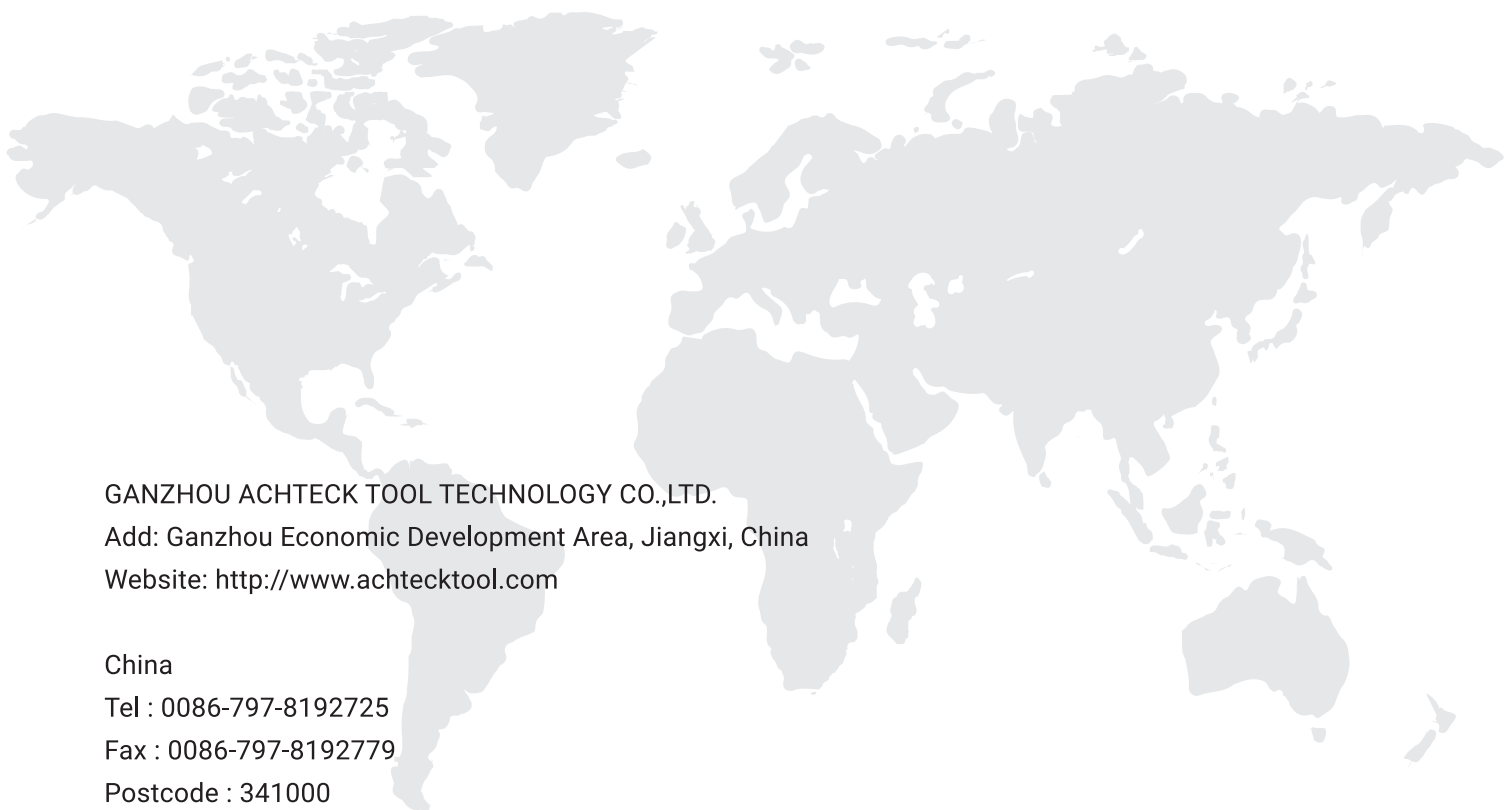 GANZHOU ACHTECK TOOL TECHNOLOGY CO.,LTD.
Add: Ganzhou Economic Development Area, Jiangxi, China
Website: http://www.achtecktool.com
China
Tel : 0086-797-8192725
Fax : 0086-797-8192779
Postcode : 341000